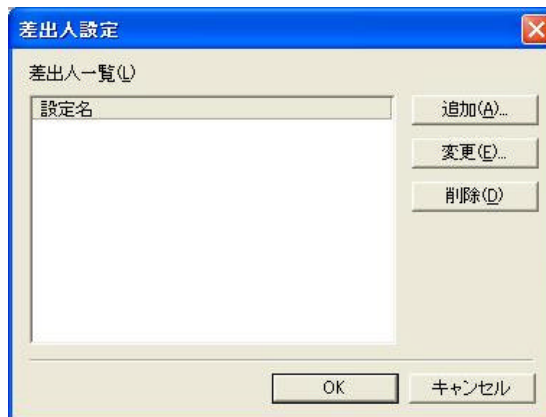 差出人設定
差出人一覧(L)
設定名
追加(A)...
変更(E)...
削除(D)
OK
キャンセル